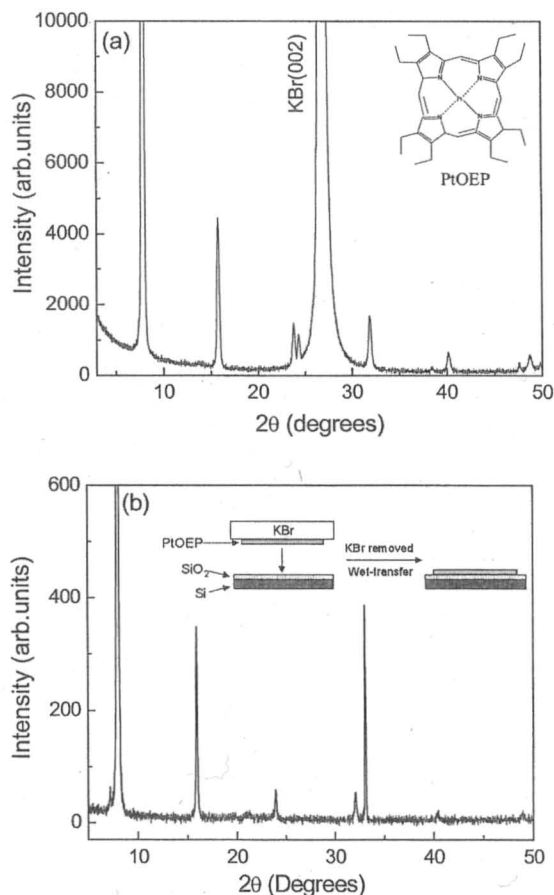 (a)
10000
8000
6000
4000
2000
0
Intensity (arb.units)
KBr(002)
N
N
N
N
Pt
PtOEP
10
20
30
40
50
2θ (degrees)
(b)
600
400
200
0
Intensity (arb.units)
KBr
PtOEP
SiO₂
Si
KBr removed
Wet-transfer
10
20
30
40
50
2θ (Degrees)